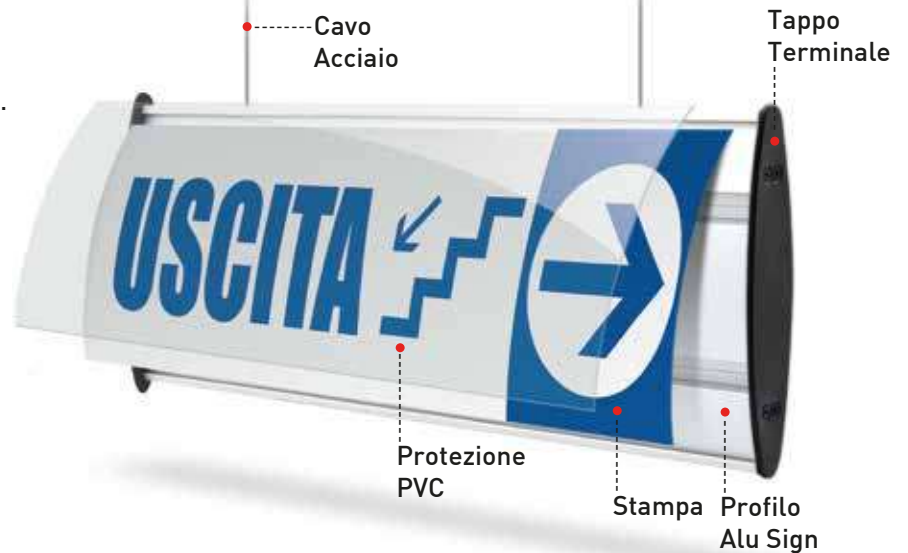 Cavo
Acciaio
Tappo
Terminale
.
USCITA
Protezione
PVC
Stampa
Profilo
Alu Sign